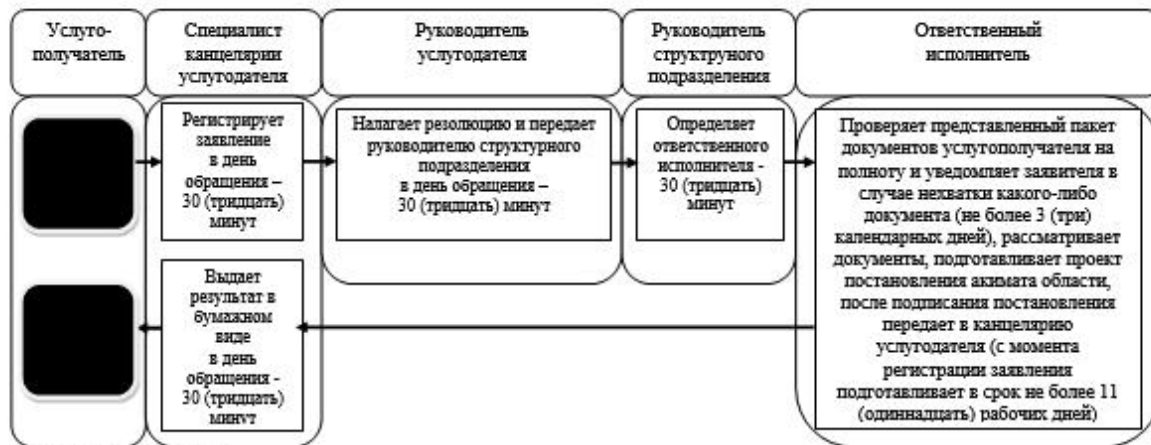 Услуго-
получатель
Специалист
канцелярии
услугодателя
Руководитель
услугодателя
Руководитель
структруного
подразделения
Ответственный
исполнитель
Регистрирует
заявление
в день
обращения –
30 (тридцать)
минут
Налагает резолюцию и передает
руководителю структурного
подразделения
в день обращения –
30 (тридцать) минут
Определяет
ответственного
исполнителя -
30 (тридцать)
минут
Проверяет представленный пакет
документов услугополучателя на
полноту и уведомляет заявителя в
случае нехватки какого-либо
документа (не более 3 (три)
календарных дней), рассматривает
документы, подготавливает проект
постановления акимата области,
после подписания постановления
передает в канцелярию
услугодателя (с момента
регистрации заявления
подготавливает в срок не более 11
(одиннадцать) рабочих дней)
Выдает
результат в
бумажном
виде
в день
обращения -
30 (тридцать)
минут